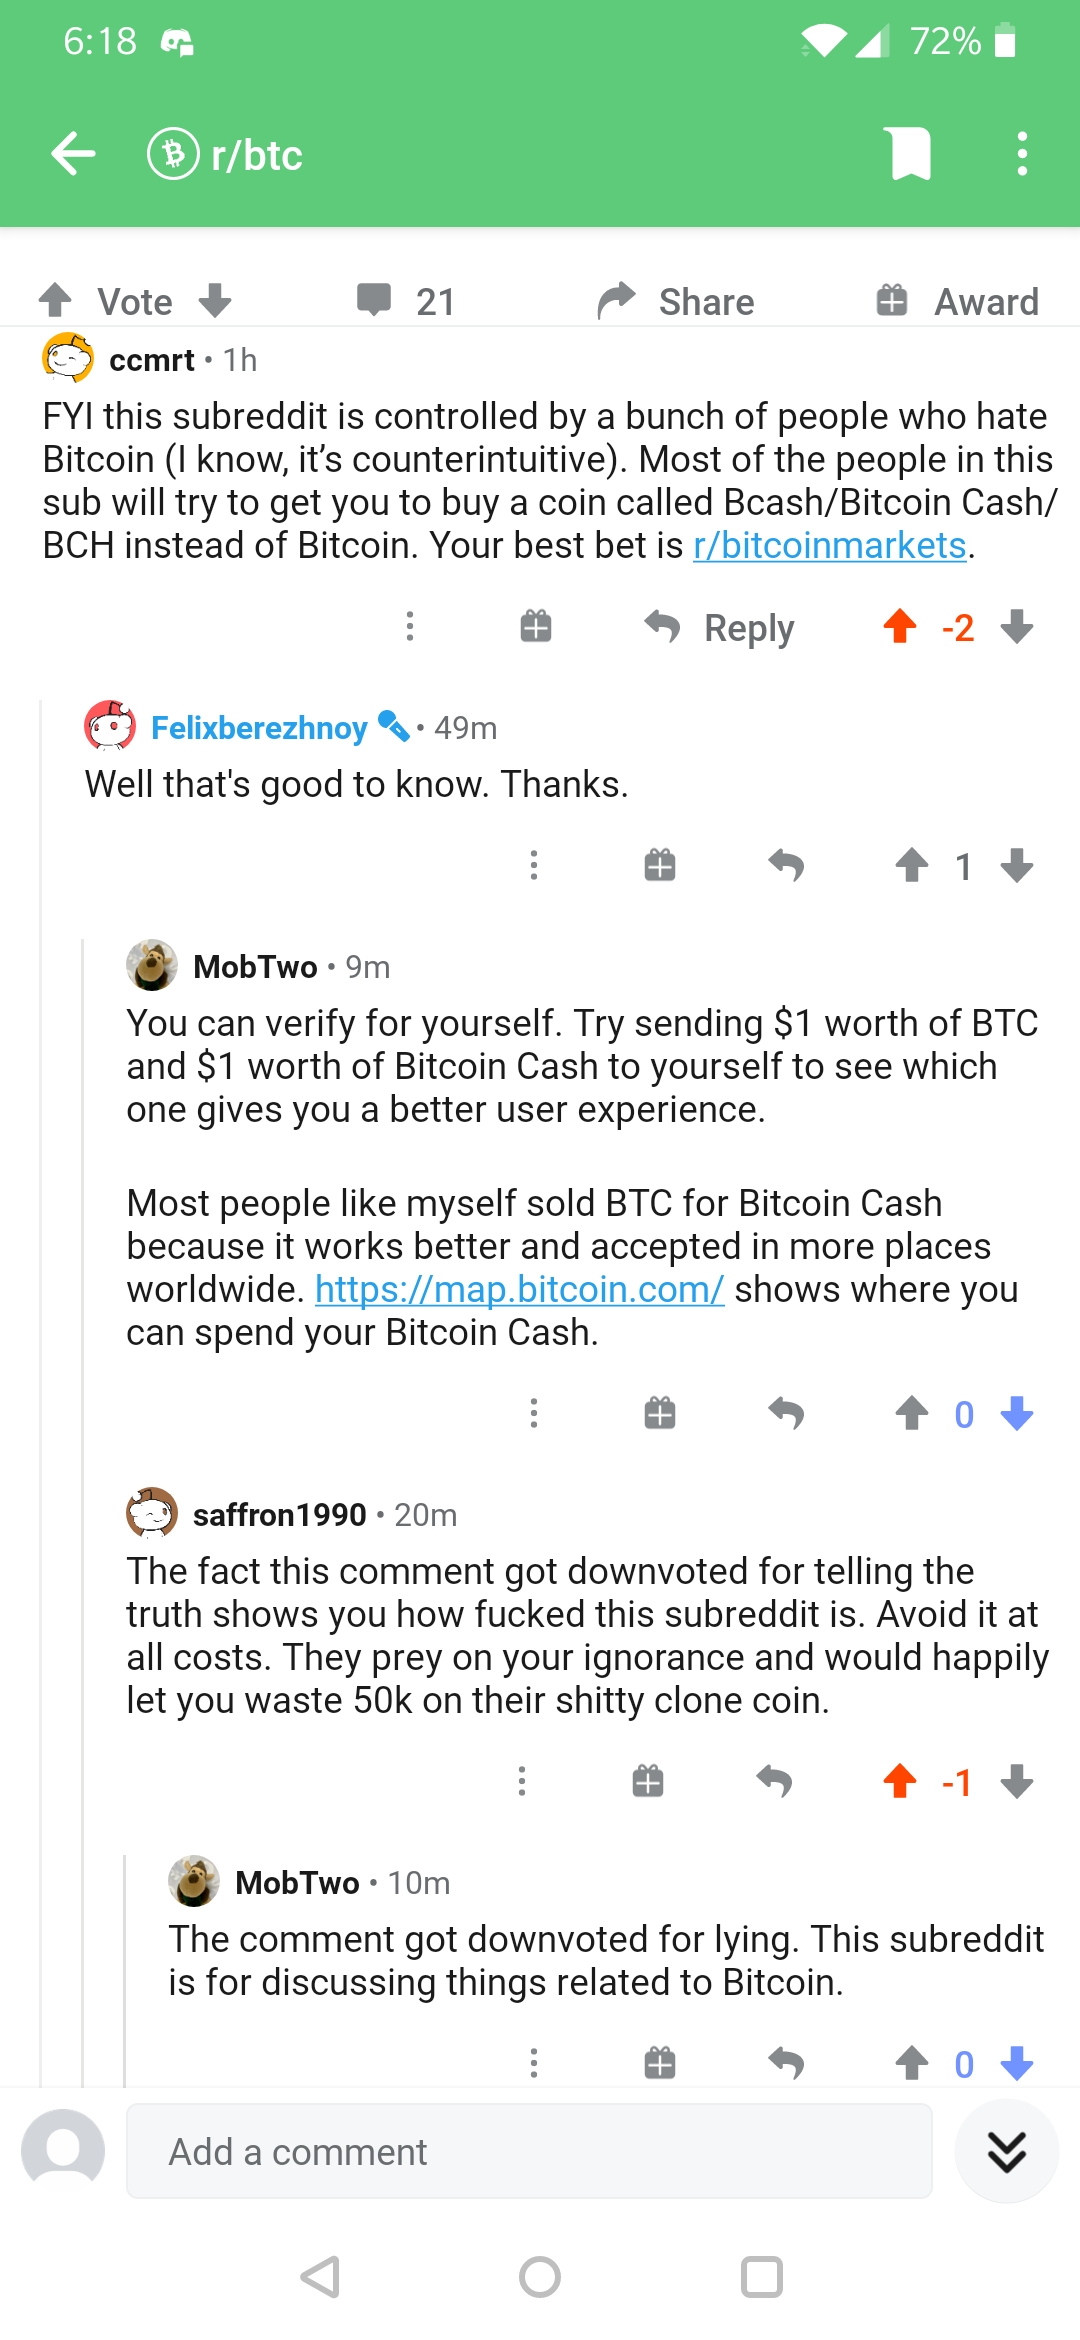 6:18
72%
r/btc
Vote
21
Share
Award
ccmrt • 1h
FYI this subreddit is controlled by a bunch of people who hate
Bitcoin (I know, it’s counterintuitive). Most of the people in this
sub will try to get you to buy a coin called Bcash/Bitcoin Cash/
BCH instead of Bitcoin. Your best bet is r/bitcoinmarkets.
Reply
-2
Felixberezhnoy • 49m
Well that's good to know. Thanks.
1
MobTwo • 9m
You can verify for yourself. Try sending $1 worth of BTC
and $1 worth of Bitcoin Cash to yourself to see which
one gives you a better user experience.
Most people like myself sold BTC for Bitcoin Cash
because it works better and accepted in more places
worldwide. https://map.bitcoin.com/ shows where you
can spend your Bitcoin Cash.
0
saffron1990 • 20m
The fact this comment got downvoted for telling the
truth shows you how fucked this subreddit is. Avoid it at
all costs. They prey on your ignorance and would happily
let you waste 50k on their shitty clone coin.
-1
MobTwo • 10m
The comment got downvoted for lying. This subreddit
is for discussing things related to Bitcoin.
0
Add a comment